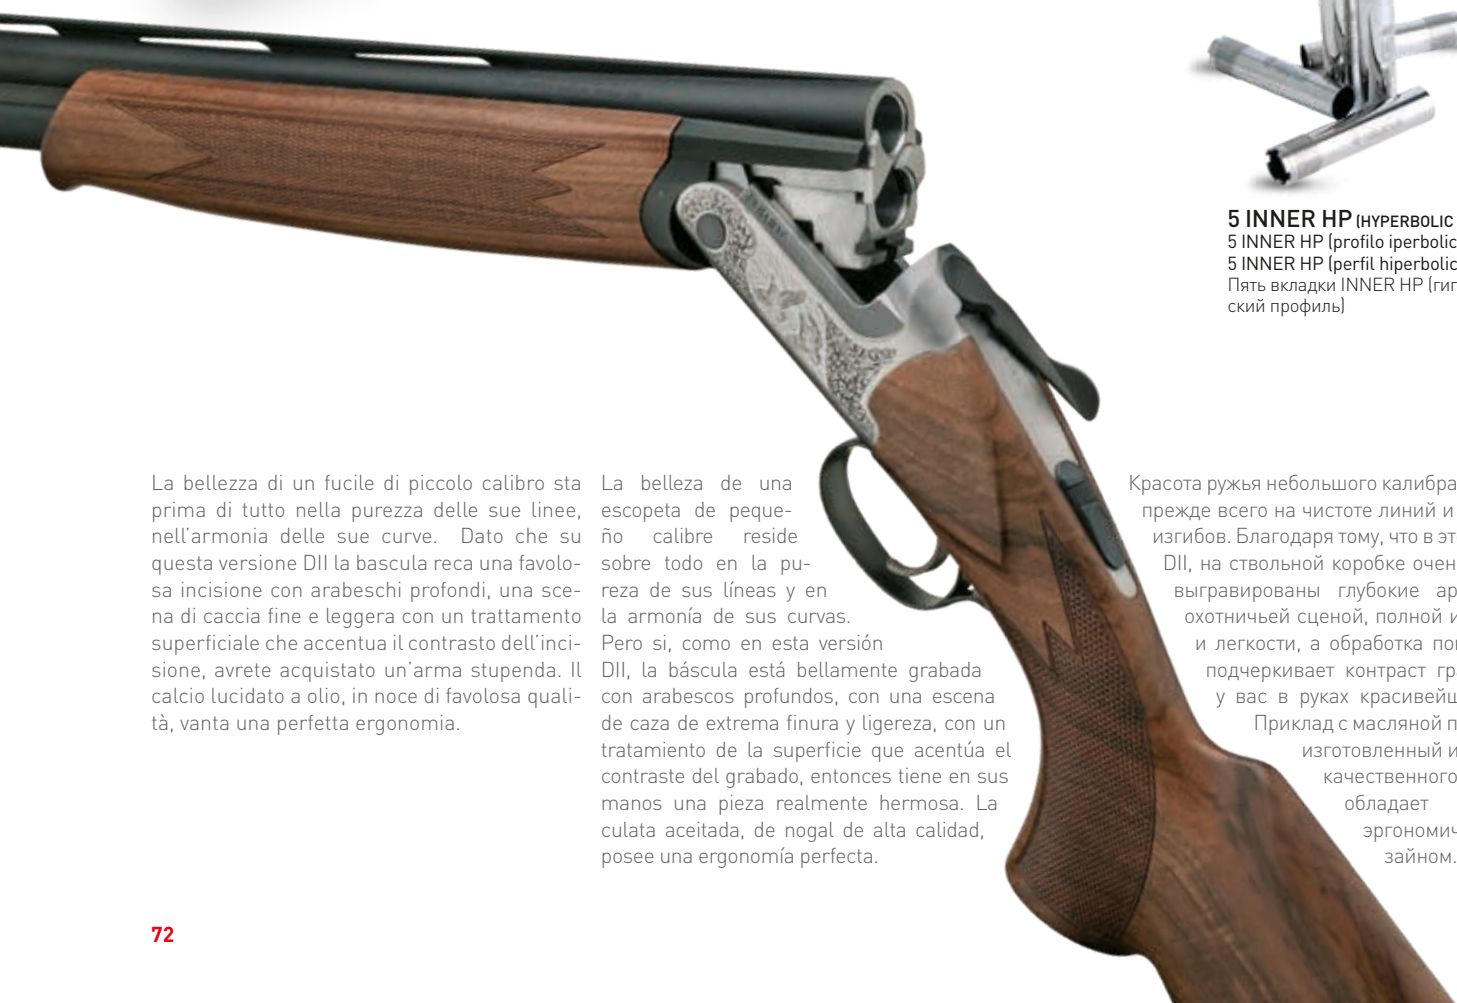 5 INNER HP (HYPERBOLIC
5 INNER HP (profilo iperbolic
5 INNER HP (perfil hiperbolic
Пять вкладки INNER HP (гип
ский профиль)
La bellezza di un fucile di piccolo calibro sta
prima di tutto nella purezza delle sue linee,
nell’armonia delle sue curve. Dato che su
questa versione DII la bascula reca una favolo-
sa incisione con arabeschi profondi, una sce-
na di caccia fine e leggera con un trattamento
superficiale che accentua il contrasto dell’inci-
sione, avrete acquistato un’arma stupenda. Il
calcio lucidato a olio, in noce di favolosa quali-
tà, vanta una perfetta ergonomia.
La belleza de una
escopeta de peque-
ño calibre reside
sobre todo en la pu-
reza de sus líneas y en
la armonía de sus curvas.
Pero si, como en esta versión
DII, la báscula está bellamente grabada
con arabescos profundos, con una escena
de caza de extrema finura y ligereza, con un
tratamiento de la superficie que acentúa el
contraste del grabado, entonces tiene en sus
manos una pieza realmente hermosa. La
culata aceitada, de nogal de alta calidad,
posee una ergonomía perfecta.
Красота ружья небольшого калибра
прежде всего на чистоте линий и
изгибов. Благодаря тому, что в эт
DII, на ствольной коробке очен
выгравированы глубокие ар
охотничьей сценой, полной и
и легкости, а обработка по
подчеркивает контраст гр
у вас в руках красивейш
Приклад с масляной п
изготовленный и
качественного
обладает
эргономич
зайном.
72